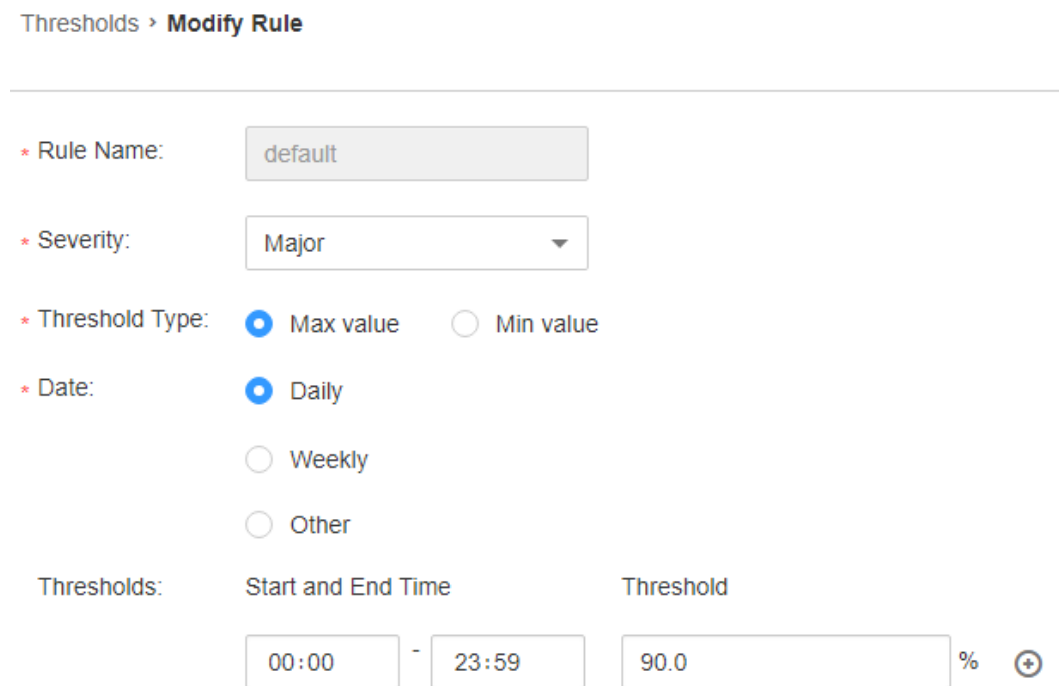 Thresholds > Modify Rule
* Rule Name: default
* Severity: Major
* Threshold Type: Max value Min value
* Date: Daily
Weekly
Other
Thresholds: Start and End Time Threshold
00:00 - 23:59 90.0 %